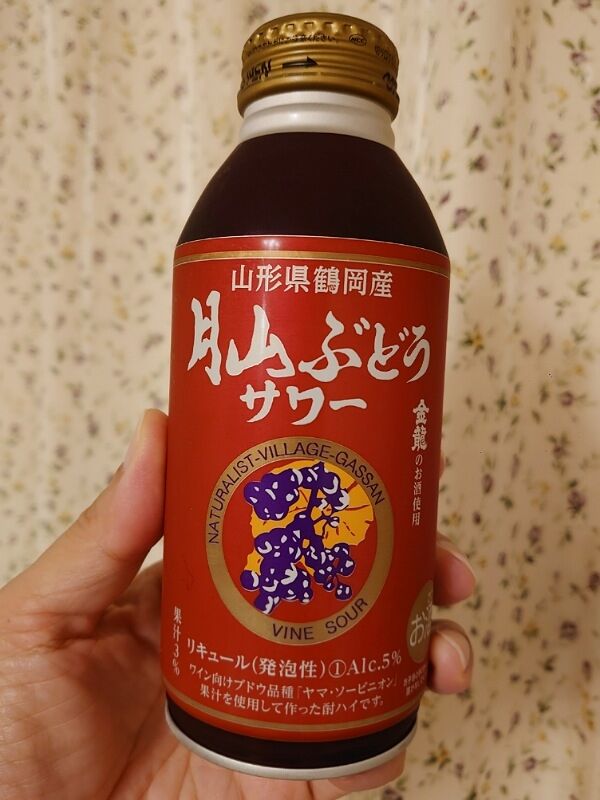 山形県鶴岡産
月山ぶどう
サワー
金龍のお酒使用
NATURALIST-VILLAGE-GASSAN
VINE SOUR
果汁3%
お酒
リキュール(発泡性)①Alc.5%
ワイン向けブドウ品種「ヤマ・ソービニオン」
果汁を使用して作った酎ハイです。